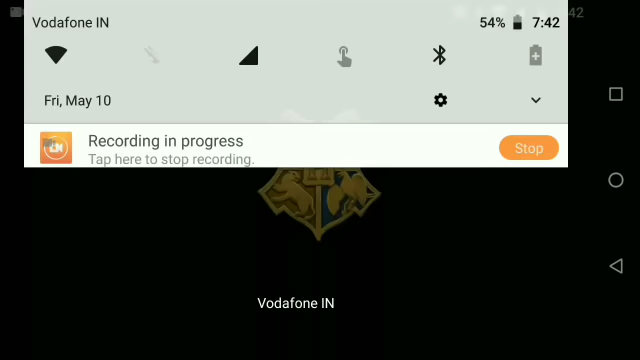 Vodafone IN 54% 7:42
Fri, May 10
Recording in progress
Tap here to stop recording.
Stop
Vodafone IN